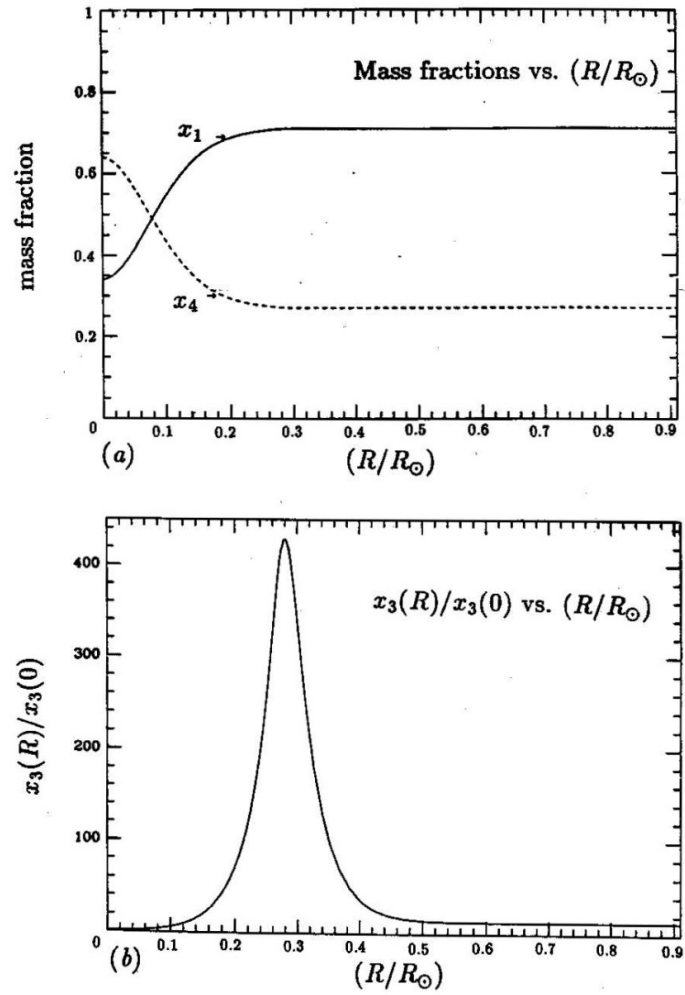 1
Mass fractions vs. (R/R⊙)
0.8
x₁
mass fraction
0.6
0.4
x₄
0.2
0
0.1
0.2
0.3
0.4
0.5
0.6
0.7
0.8
0.9
(a)
(R/R⊙)
400
x₃(R)/x₃(0) vs. (R/R⊙)
300
x₃(R)/x₃(0)
200
100
0
0.1
0.2
0.3
0.4
0.5
0.6
0.7
0.8
0.9
(b)
(R/R⊙)